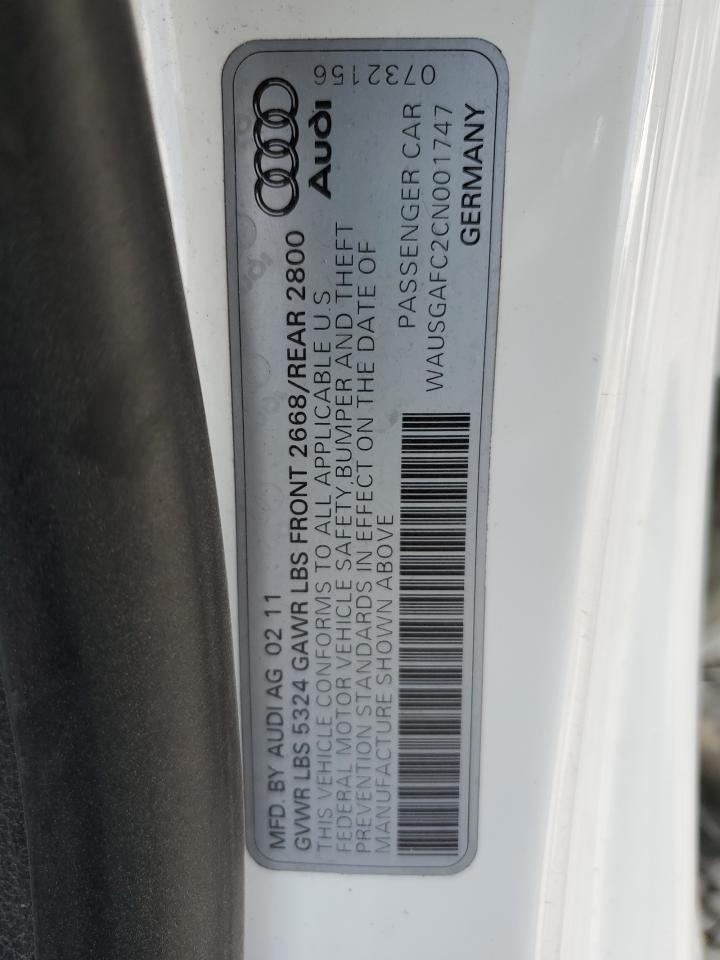 MFD. BY AUDI AG 02 11
GVWR LBS 5324 GAWR LBS FRONT 2668/REAR 2800
THIS VEHICLE CONFORMS TO ALL APPLICABLE U.S
FEDERAL MOTOR VEHICLE SAFETY,BUMPER AND THEFT
PREVENTION STANDARDS IN EFFECT ON THE DATE OF
MANUFACTURE SHOWN ABOVE
Audi
0732156
PASSENGER CAR
WAUSGAFC2CN001747
GERMANY